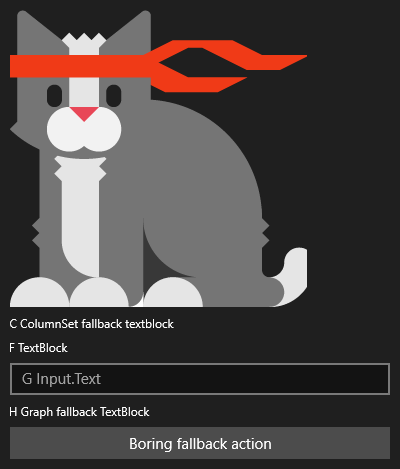 C ColumnSet fallback textblock
F TextBlock
G Input.Text
H Graph fallback TextBlock
Boring fallback action